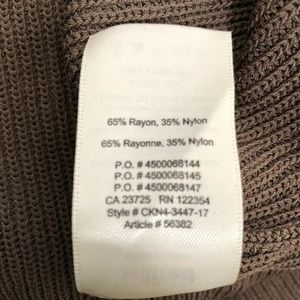 65% Rayon, 35% Nylon
65% Rayonne, 35% Nylon
P.O. # 4500068144
P.O. # 4500068145
P.O. # 4500068147
CA 23725 RN 122354
Style # CKN4-3447-17
Article # 56382